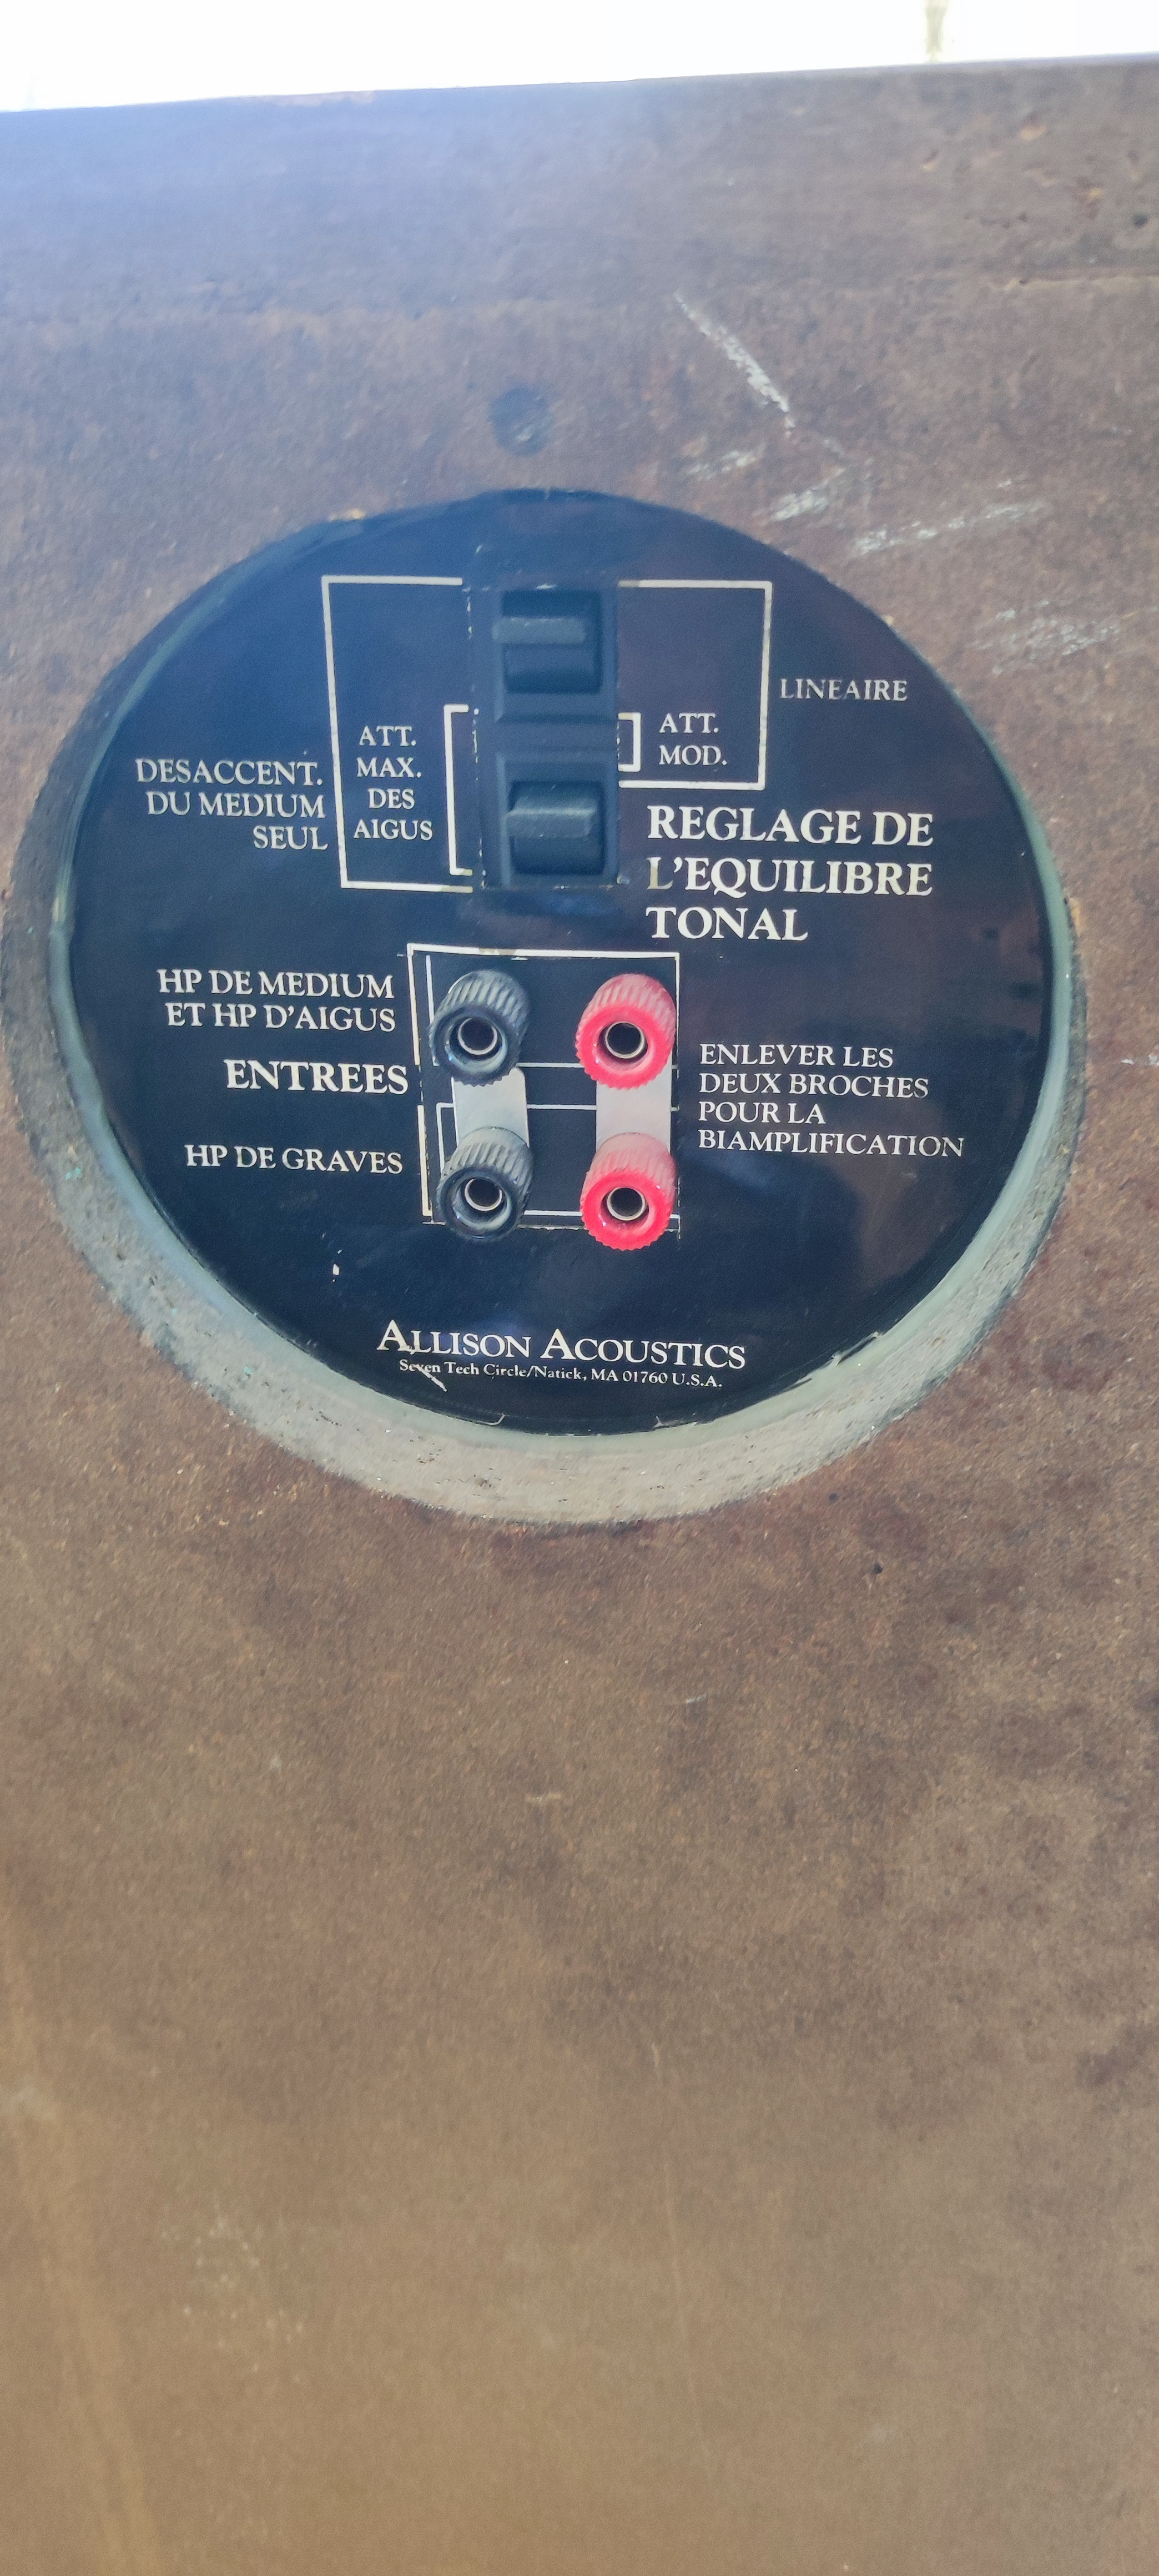 LINEAIRE
ATT.
MOD.
ATT.
MAX.
DES
AIGUS
DESACCENT.
DU MEDIUM
SEUL
REGLAGE DE
L'EQUILIBRE
TONAL
HP DE MEDIUM
ET HP D'AIGUS
ENTREES
HP DE GRAVES
ENLEVER LES
DEUX BROCHES
POUR LA
BIAMPLIFICATION
ALLISON ACOUSTICS
Seven Tech Circle/Natick, MA 01760 U.S.A.